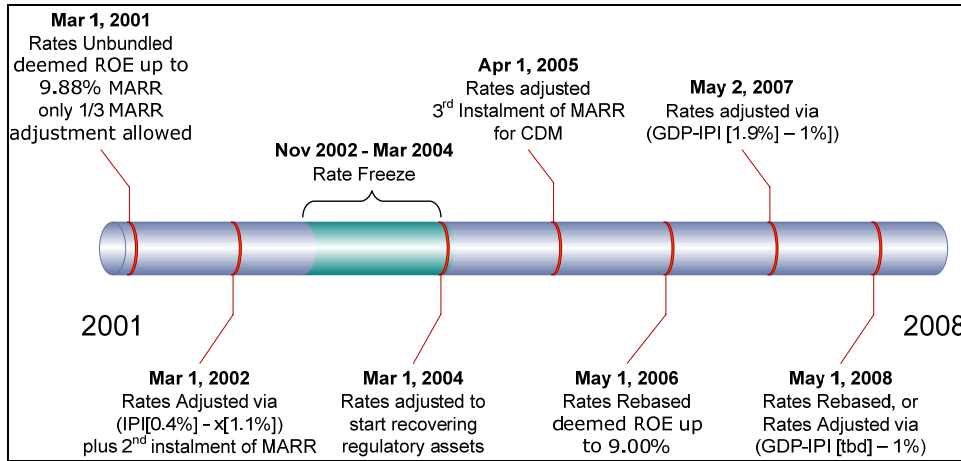 Mar 1, 2001
Rates Unbundled
deemed ROE up to
9.88% MARR
only 1/3 MARR
adjustment allowed
Nov 2002 - Mar 2004
Rate Freeze
Apr 1, 2005
Rates adjusted
3rd Instalment of MARR
for CDM
May 2, 2007
Rates adjusted via
(GDP-IPI [1.9%] – 1%])
2001
2008
Mar 1, 2002
Rates Adjusted via
(IPI[0.4%] - x[1.1%])
plus 2nd instalment of MARR
Mar 1, 2004
Rates adjusted to
start recovering
regulatory assets
May 1, 2006
Rates Rebased
deemed ROE up
to 9.00%
May 1, 2008
Rates Rebased, or
Rates Adjusted via
(GDP-IPI [tbd] – 1%)